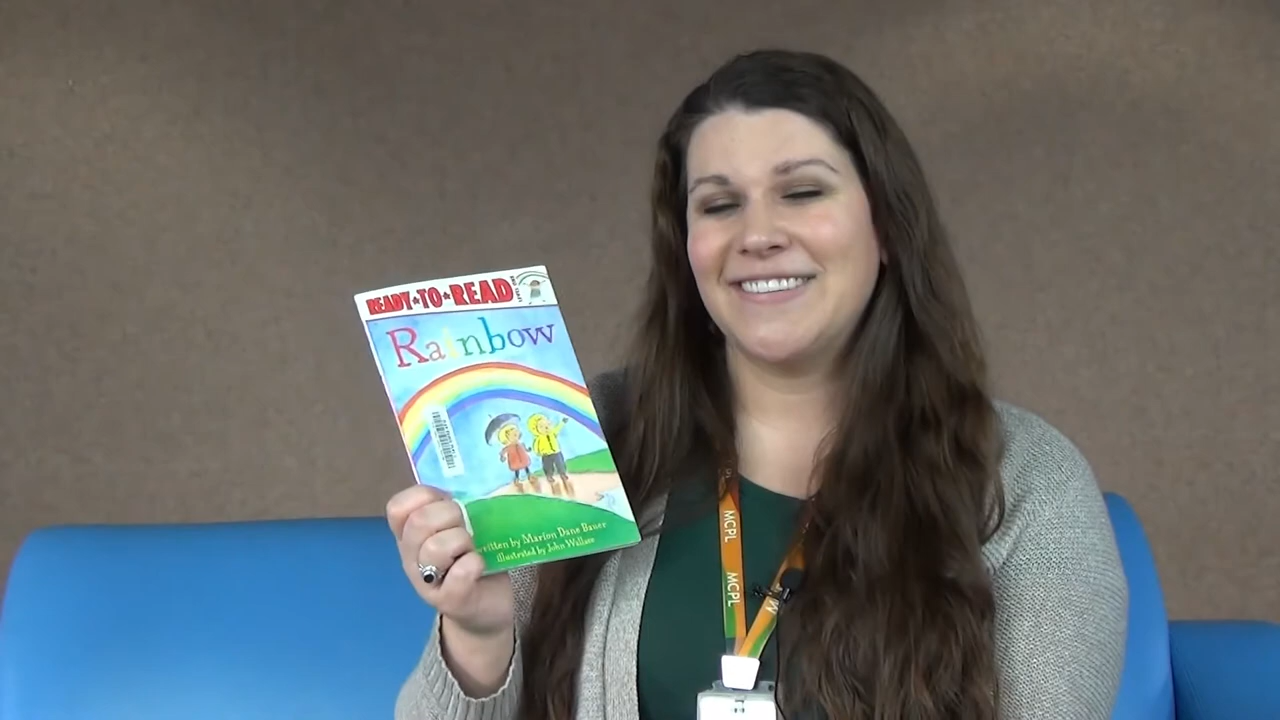 READY-TO-READ
Rainbow
written by Marion Dane Bauer
illustrated by John Wallace
MCPL
MCPL
M